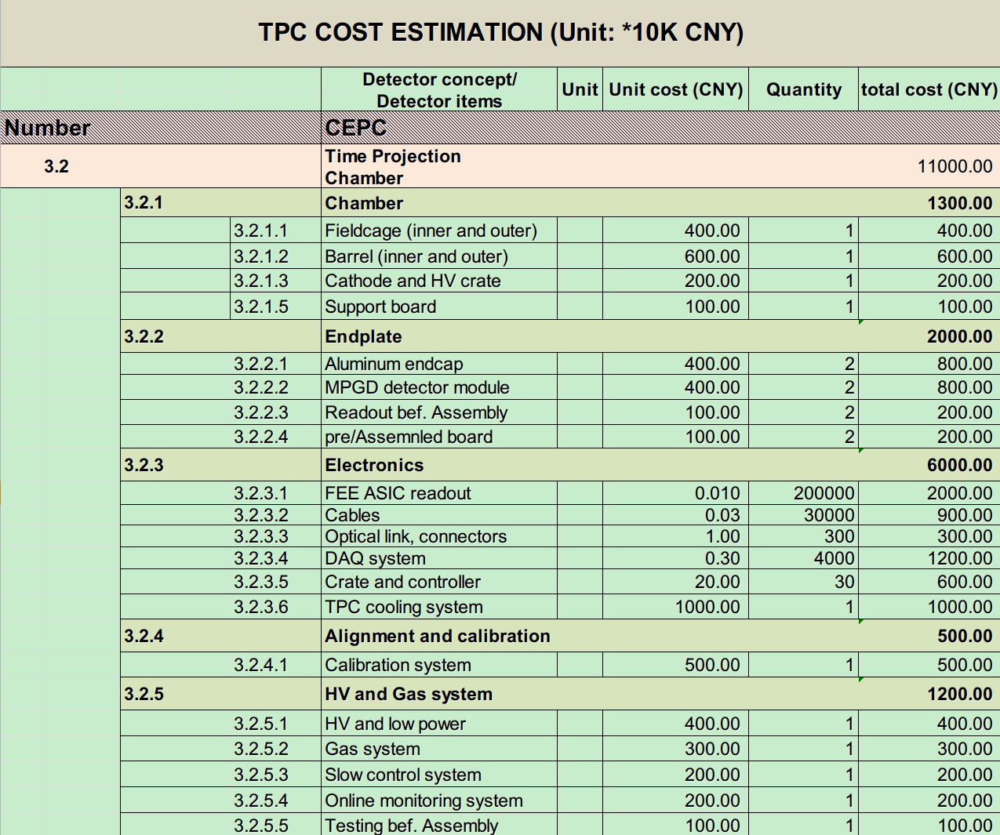 TPC COST ESTIMATION (Unit: *10K CNY)
Detector concept/
Detector items Unit Unit cost (CNY) Quantity total cost (CNY)
Number CEPC
3.2 Time Projection
Chamber 11000.00
3.2.1 Chamber 1300.00
3.2.1.1 Fieldcage (inner and outer) 400.00 1 400.00
3.2.1.2 Barrel (inner and outer) 600.00 1 600.00
3.2.1.3 Cathode and HV crate 200.00 1 200.00
3.2.1.5 Support board 100.00 1 100.00
3.2.2 Endplate 2000.00
3.2.2.1 Aluminum endcap 400.00 2 800.00
3.2.2.2 MPGD detector module 400.00 2 800.00
3.2.2.3 Readout bef. Assembly 100.00 2 200.00
3.2.2.4 pre/Assemnled board 100.00 2 200.00
3.2.3 Electronics 6000.00
3.2.3.1 FEE ASIC readout 0.010 200000 2000.00
3.2.3.2 Cables 0.03 30000 900.00
3.2.3.3 Optical link, connectors 1.00 300 300.00
3.2.3.4 DAQ system 0.30 4000 1200.00
3.2.3.5 Crate and controller 20.00 30 600.00
3.2.3.6 TPC cooling system 1000.00 1 1000.00
3.2.4 Alignment and calibration 500.00
3.2.4.1 Calibration system 500.00 1 500.00
3.2.5 HV and Gas system 1200.00
3.2.5.1 HV and low power 400.00 1 400.00
3.2.5.2 Gas system 300.00 1 300.00
3.2.5.3 Slow control system 200.00 1 200.00
3.2.5.4 Online monitoring system 200.00 1 200.00
3.2.5.5 Testing bef. Assembly 100.00 1 100.00